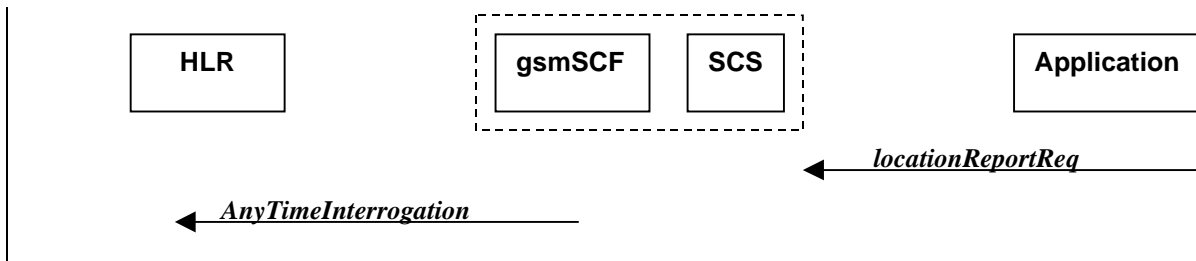 HLR gsmSCF SCS Application
locationReportReq
AnyTimeInterrogation